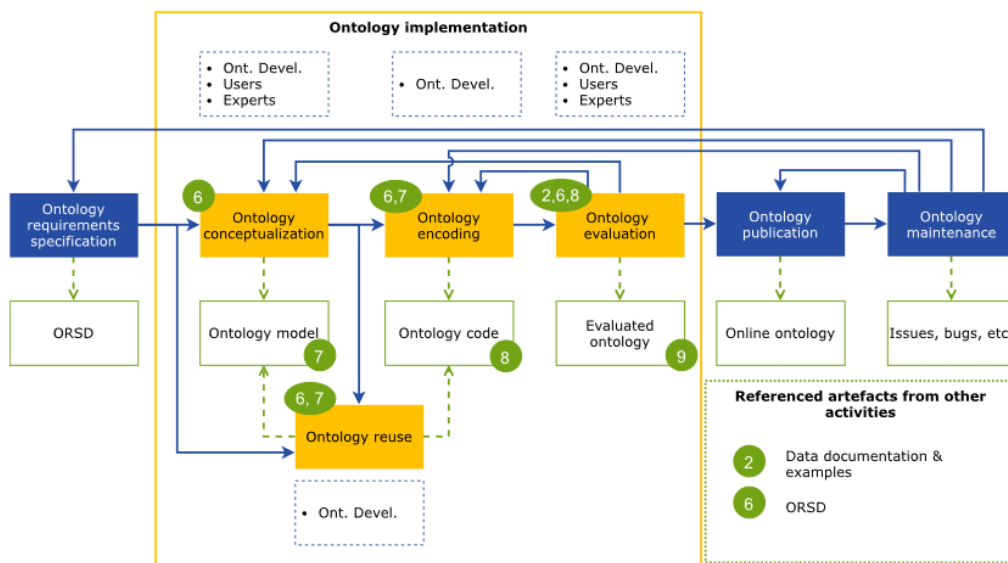 Ontology implementation
• Ont. Devel.
• Users
• Experts
• Ont. Devel.
• Ont. Devel.
• Users
• Experts
Ontology
requirements
specification
6
Ontology
conceptualization
6,7
Ontology
encoding
2,6,8
Ontology
evaluation
Ontology
publication
Ontology
maintenance
ORSD
Ontology model
7
Ontology code
8
Evaluated
ontology
9
Online ontology
Issues, bugs, etc
6, 7
Ontology reuse
• Ont. Devel.
Referenced artefacts from other
activities
2
Data documentation &
examples
6
ORSD